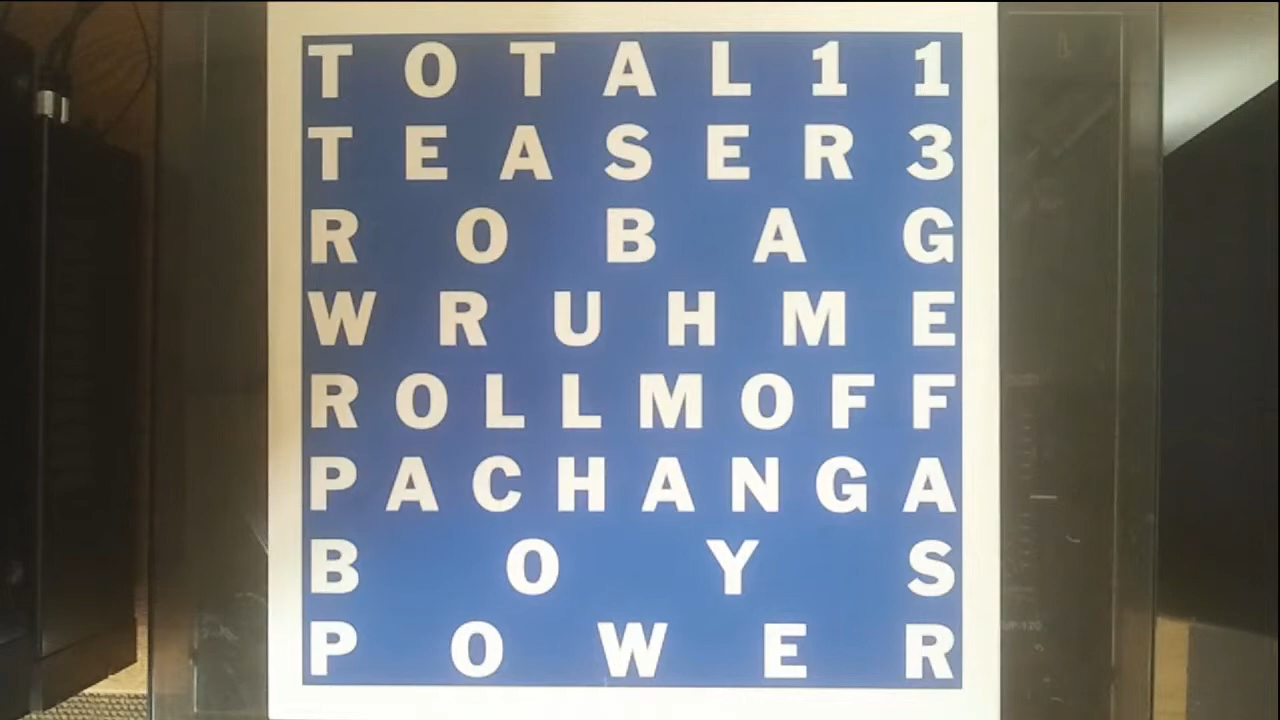 TOTAL11
TEASER3
ROBAG
WRUHME
ROLLMOFF
PACHANGA
BOYS
POWER